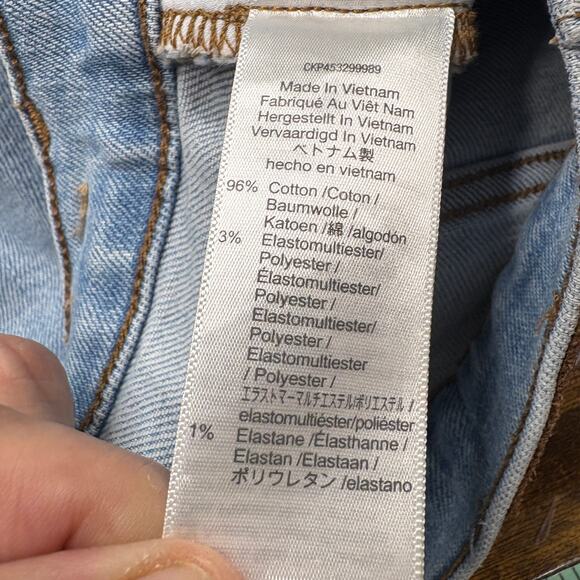 CKP453299989
Made In Vietnam
Fabriqué Au Viêt Nam
Hergestellt In Vietnam
Vervaardigd In Vietnam
ベトナム製
hecho en vietnam
96% Cotton /Coton /
Baumwolle /
Katoen /綿 /algodón
3% Elastomultiester /
Polyester /
Élastomultiester /
Polyester /
Elastomultiester/
Polyester /
Elastomultiester
/ Polyester /
エラストマーマルチエステル/ポリエステル /
elastomultiéster/poliéster
1% Elastane /Élasthanne /
Elastan /Elastaan /
ポリウレタン /elastano